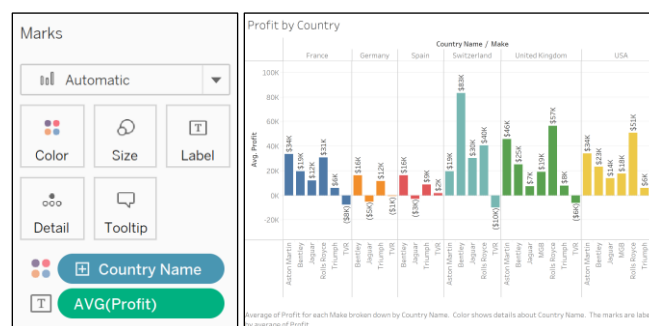 Marks
Automatic
Color Size Label
Detail Tooltip
Country Name
AVG(Profit)
Profit by Country
Country Name / Make
France Germany Spain Switzerland United Kingdom USA
Avg. Profit
100K
80K
60K
40K
20K
0K
-20K
$34K $19K $12K $31K $6K ($8K) $16K ($5K) $12K ($1K) $16K ($3K) $9K $2K $19K $83K $30K $40K ($10K) $46K $25K $7K $19K $57K $8K ($6K) $34K $23K $14K $18K $51K $6K
Aston Martin Bentley Jaguar Rolls Royce Triumph TVR Bentley Jaguar Triumph TVR Bentley Jaguar Triumph TVR Aston Martin Bentley Jaguar Rolls Royce TVR Aston Martin Bentley Jaguar MGB Rolls Royce Triumph TVR Aston Martin Bentley Jaguar MGB Rolls Royce Triumph
Average of Profit for each Make broken down by Country Name. Color shows details about Country Name. The marks are labe
by average of Profit.